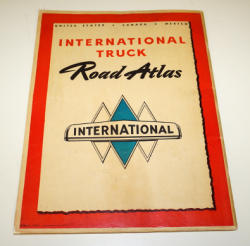 UNITED STATES • CANADA • MEXICO
INTERNATIONAL
TRUCK
Road Atlas
INTERNATIONAL